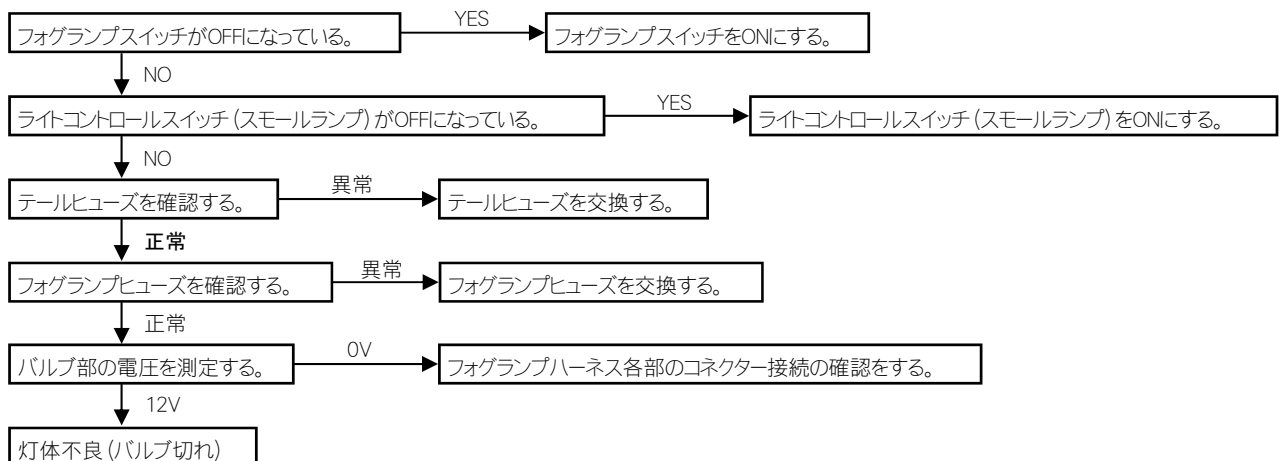 フォグランプスイッチがOFFになっている。
YES
フォグランプスイッチをONにする。
NO
ライトコントロールスイッチ(スモールランプ)がOFFになっている。
YES
ライトコントロールスイッチ(スモールランプ)をONにする。
NO
テールヒューズを確認する。
異常
テールヒューズを交換する。
正常
フォグランプヒューズを確認する。
異常
フォグランプヒューズを交換する。
正常
バルブ部の電圧を測定する。
0V
フォグランプハーネス各部のコネクター接続の確認をする。
12V
灯体不良(バルブ切れ)